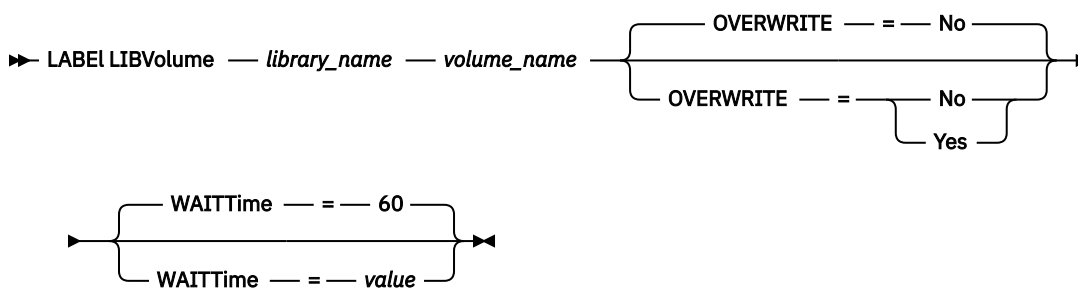 OVERWRITE = No
LABEl LIBVolume library_name volume_name
OVERWRITE = No
Yes
WAITTime = 60
WAITTime = value